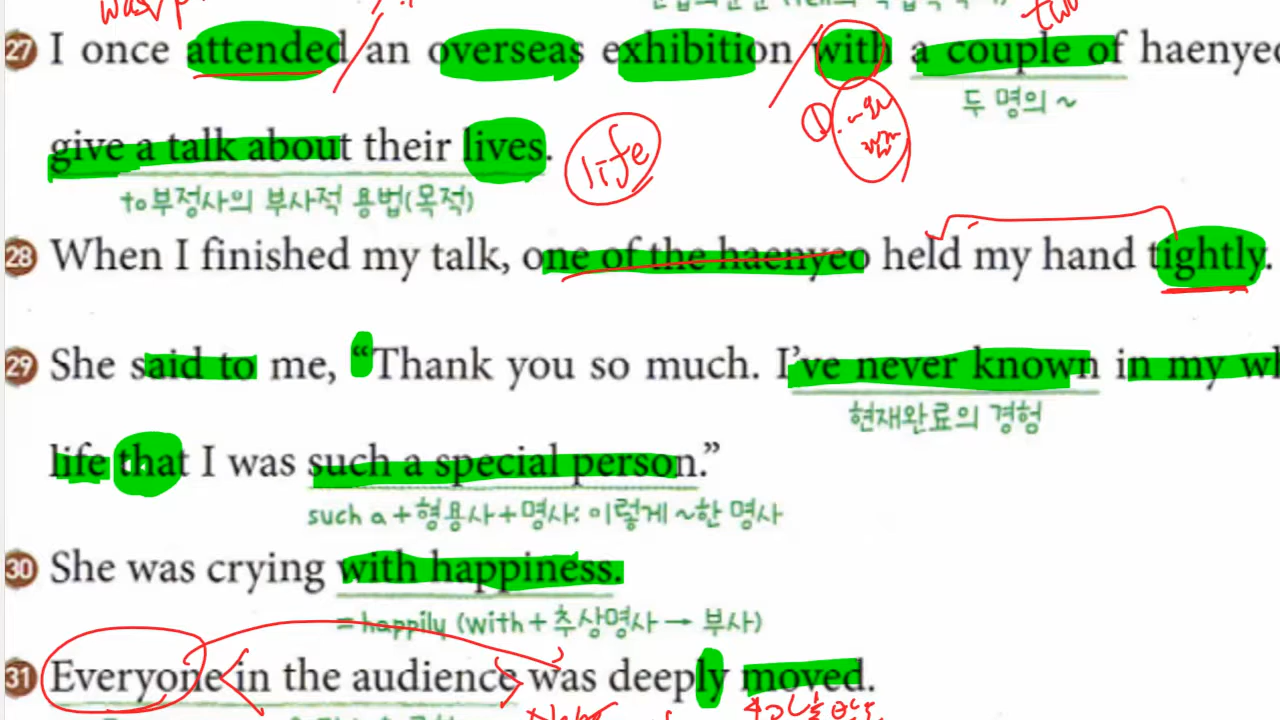 27 I once attended an overseas exhibition with a couple of haenyeo
two
두 명의 ~
give a talk about their lives.
life
to부정사의 부사적 용법(목적)
28 When I finished my talk, one of the haenyeo held my hand tightly.
29 She said to me, “Thank you so much. I’ve never known in my wh
현재완료의 경험
life that I was such a special person.”
such a + 형용사 + 명사: 이렇게 ~한 명사
30 She was crying with happiness.
= happily (with + 추상명사 → 부사)
31 Everyone in the audience was deeply moved.